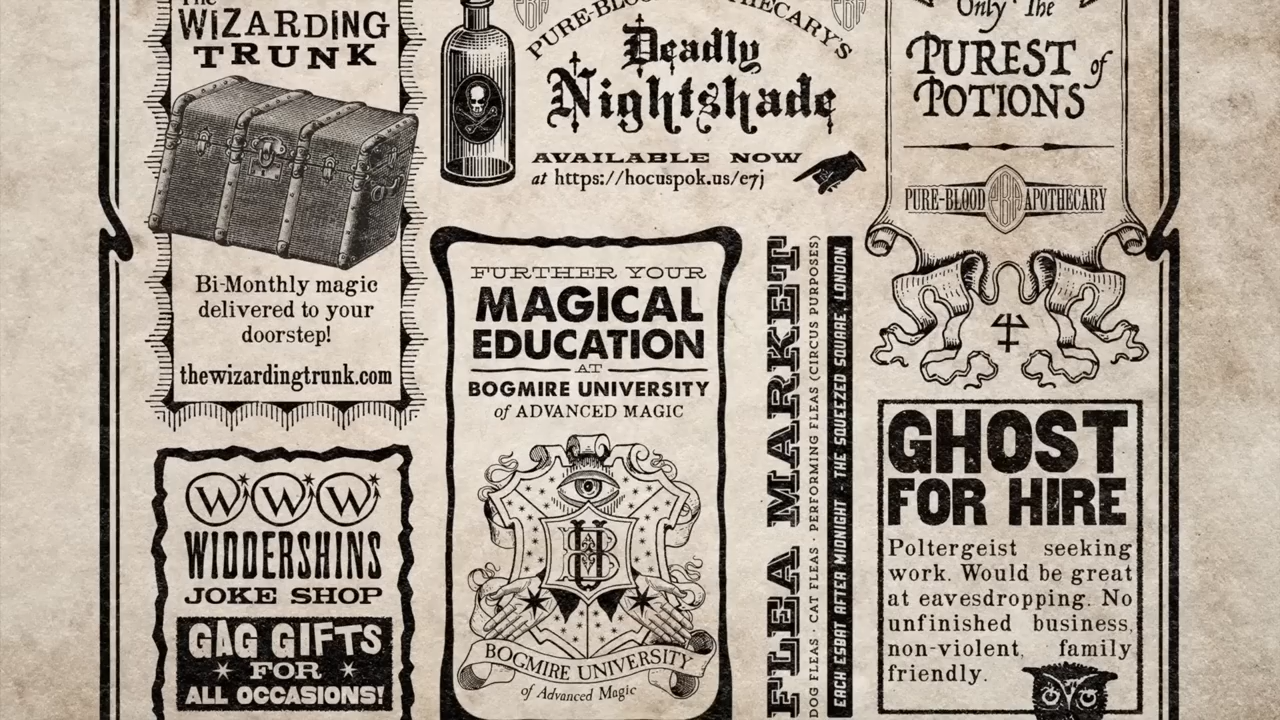 The
WIZARDING
TRUNK
Bi-Monthly magic
delivered to your
doorstep!
thewizardingtrunk.com
W W W
WIDDERSHINS
JOKE SHOP
GAG GIFTS
FOR
ALL OCCASIONS!
PURE-BLOOD APOTHECARY'S
Deadly
Nightshade
AVAILABLE NOW
at https://hocuspok.us/e7j
FURTHER YOUR
MAGICAL
EDUCATION
AT
BOGMIRE UNIVERSITY
of ADVANCED MAGIC
BU
BOGMIRE UNIVERSITY
of Advanced Magic
FLEA MARKET
DOG FLEAS · CAT FLEAS · PERFORMING FLEAS (CIRCUS PURPOSES)
EACH ESBAT AFTER MIDNIGHT - THE SQUEEZED SQUARE, LONDON
Only The
PUREST of
POTIONS
PURE-BLOOD PBA APOTHECARY
GHOST
FOR HIRE
Poltergeist seeking
work. Would be great
at eavesdropping. No
unfinished business,
non-violent, family
friendly.